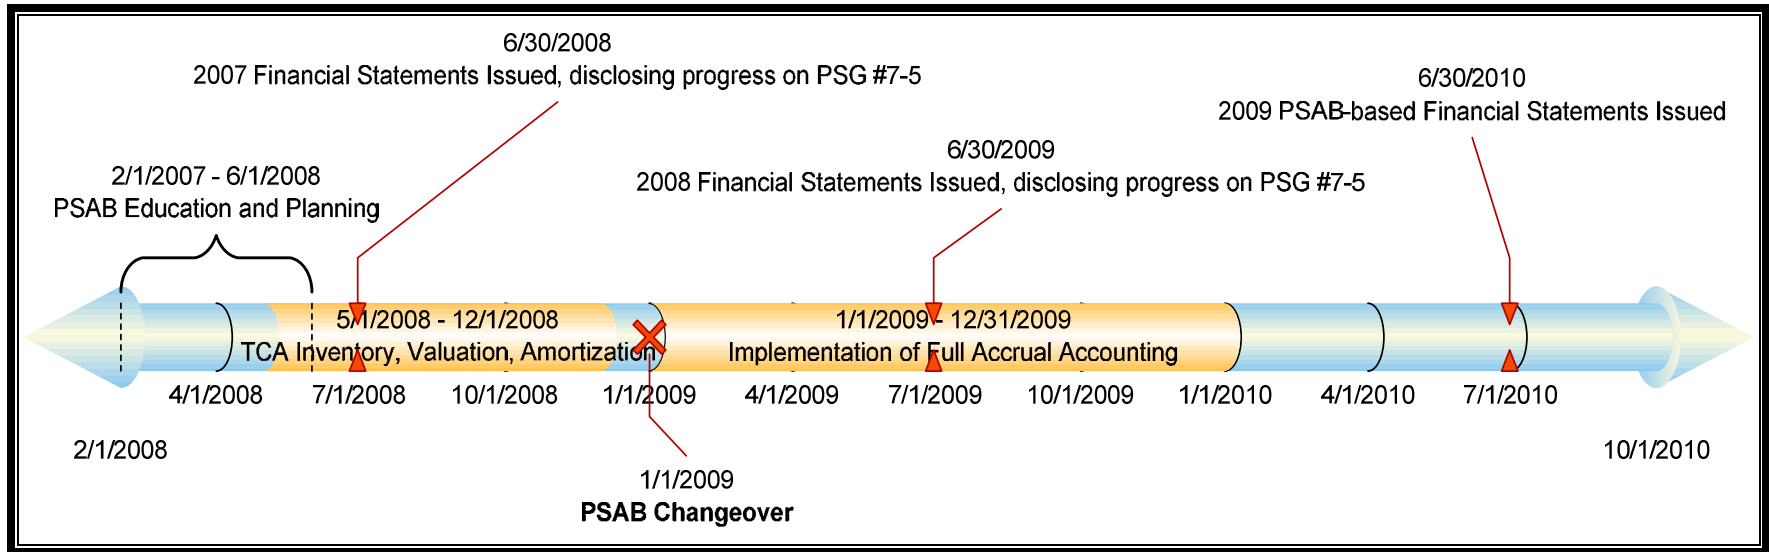 6/30/2008
2007 Financial Statements Issued, disclosing progress on PSG #7-5
6/30/2010
2009 PSAB-based Financial Statements Issued
6/30/2009
2008 Financial Statements Issued, disclosing progress on PSG #7-5
2/1/2007 - 6/1/2008
PSAB Education and Planning
5/1/2008 - 12/1/2008
TCA Inventory, Valuation, Amortization
1/1/2009 - 12/31/2009
Implementation of Full Accrual Accounting
4/1/2008 7/1/2008 10/1/2008 1/1/2009 4/1/2009 7/1/2009 10/1/2009 1/1/2010 4/1/2010 7/1/2010
2/1/2008 10/1/2010
1/1/2009
PSAB Changeover